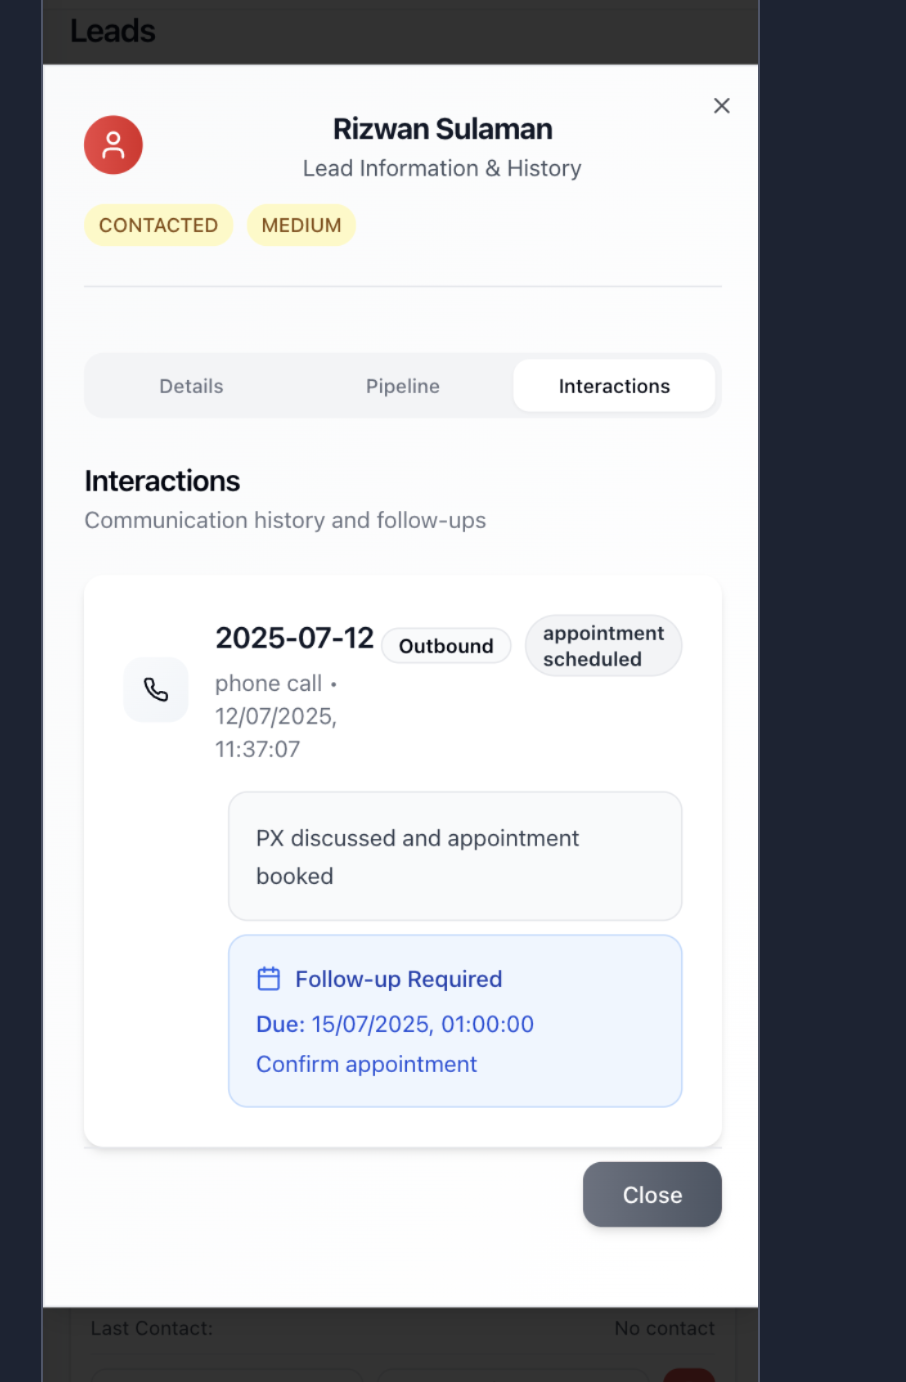 Leads
Rizwan Sulaman
Lead Information & History
CONTACTED MEDIUM
Details Pipeline Interactions
Interactions
Communication history and follow-ups
2025-07-12 Outbound appointment
scheduled
phone call •
12/07/2025,
11:37:07
PX discussed and appointment
booked
Follow-up Required
Due: 15/07/2025, 01:00:00
Confirm appointment
Close
Last Contact: No contact